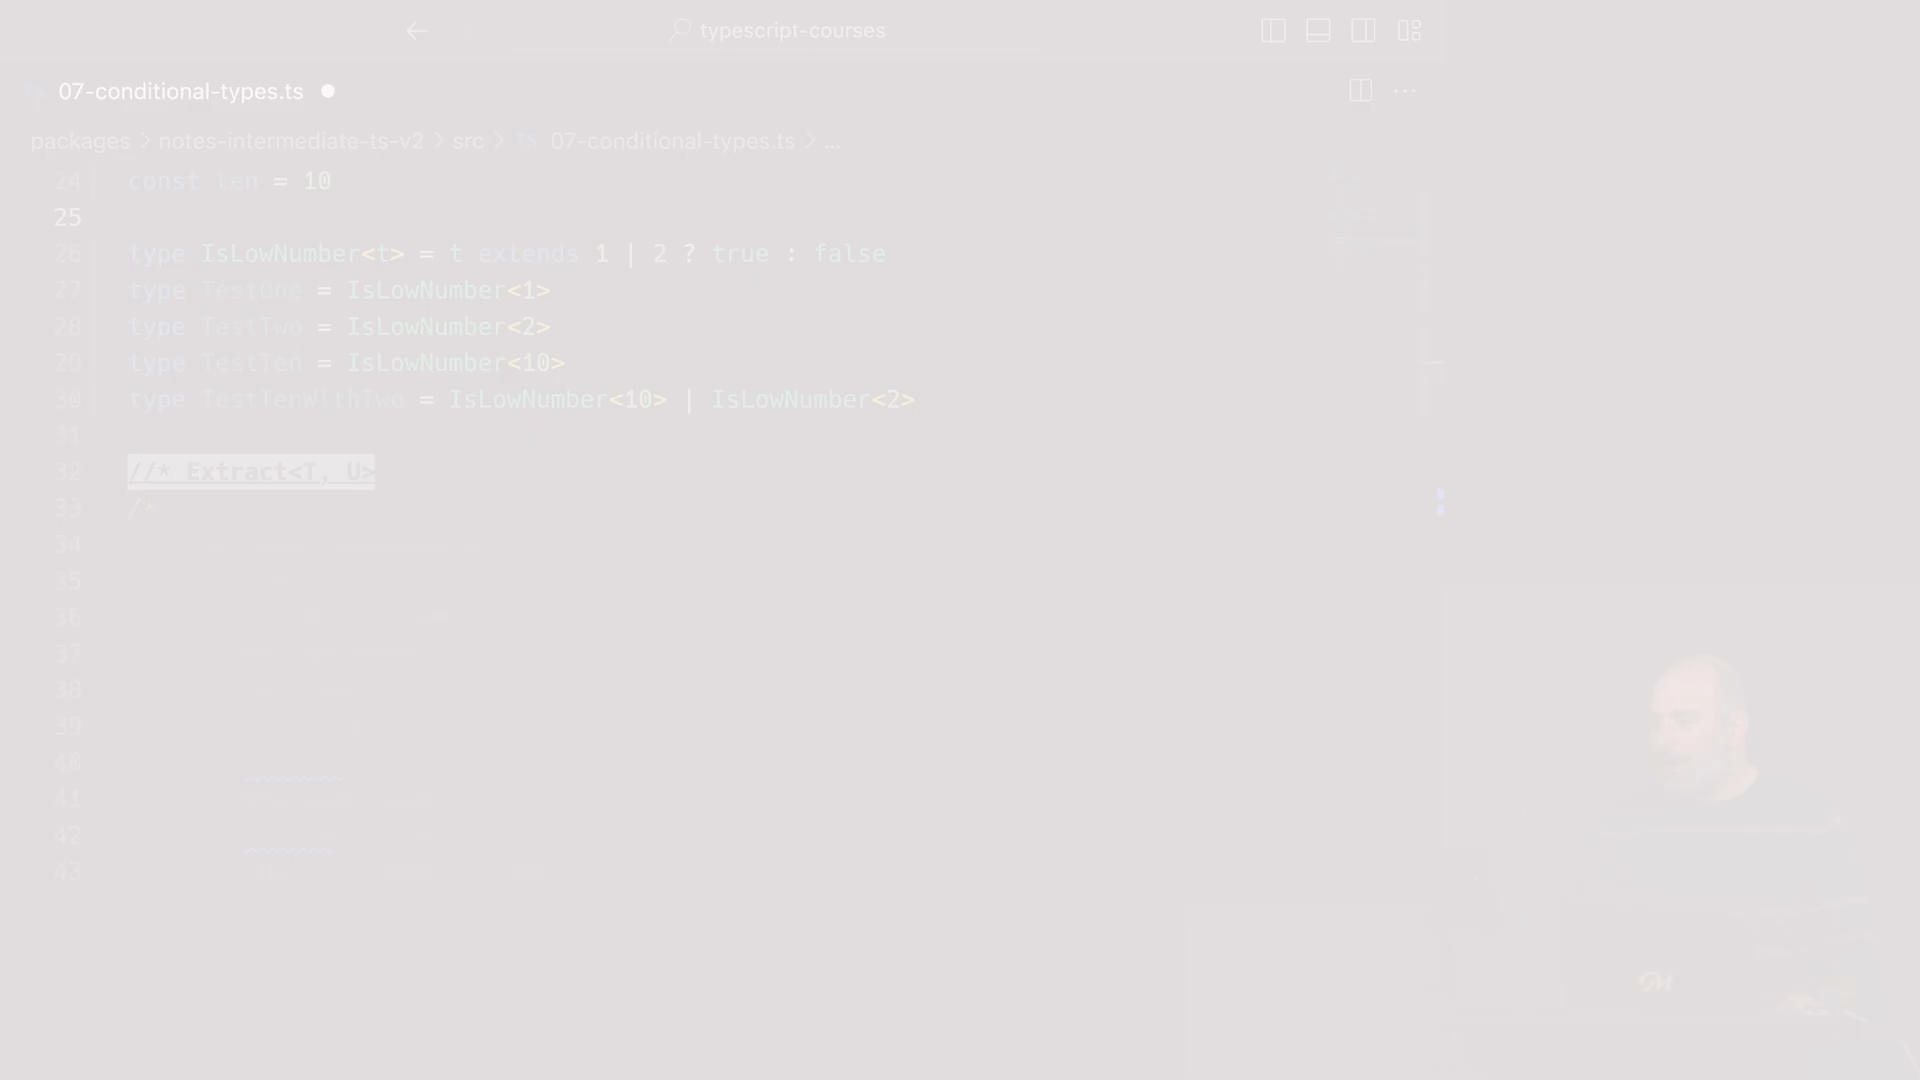 typescript-courses
07-conditional-types.ts
packages > notes-intermediate-ts-v2 > src > TS 07-conditional-types.ts > ...
24 const len = 10
25
26 type IsLowNumber<t> = t extends 1 | 2 ? true : false
27 type TestOne = IsLowNumber<1>
28 type TestTwo = IsLowNumber<2>
29 type TestTen = IsLowNumber<10>
30 type TestTenWithTwo = IsLowNumber<10> | IsLowNumber<2>
31
32 //* Extract<T, U>
33 /*
34
35
36
37
38
39
40
41
42
43